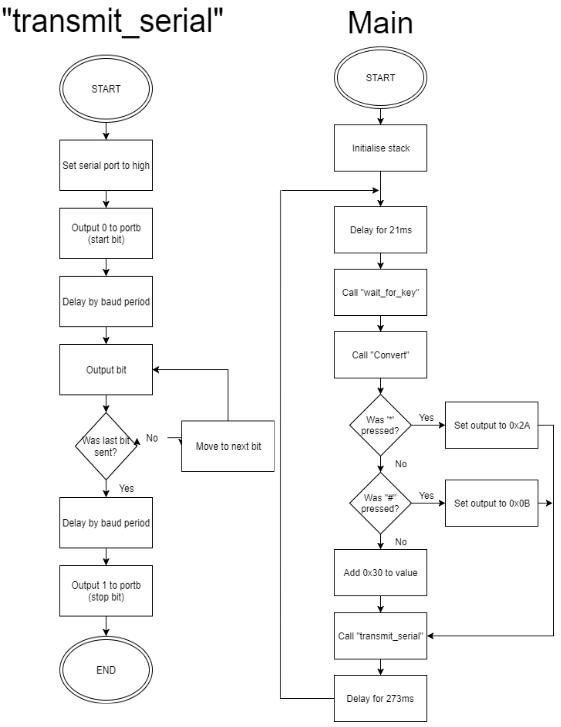 "transmit_serial"
START
Set serial port to high
Output 0 to portb
(start bit)
Delay by baud period
Output bit
Was last bit
sent?
No
Move to next bit
Yes
Delay by baud period
Output 1 to portb
(stop bit)
END
Main
START
Initialise stack
Delay for 21ms
Call "wait_for_key"
Call "Convert"
Was "*"
pressed?
Yes
Set output to 0x2A
No
Was "#"
pressed?
Yes
Set output to 0x0B
No
Add 0x30 to value
Call "transmit_serial"
Delay for 273ms